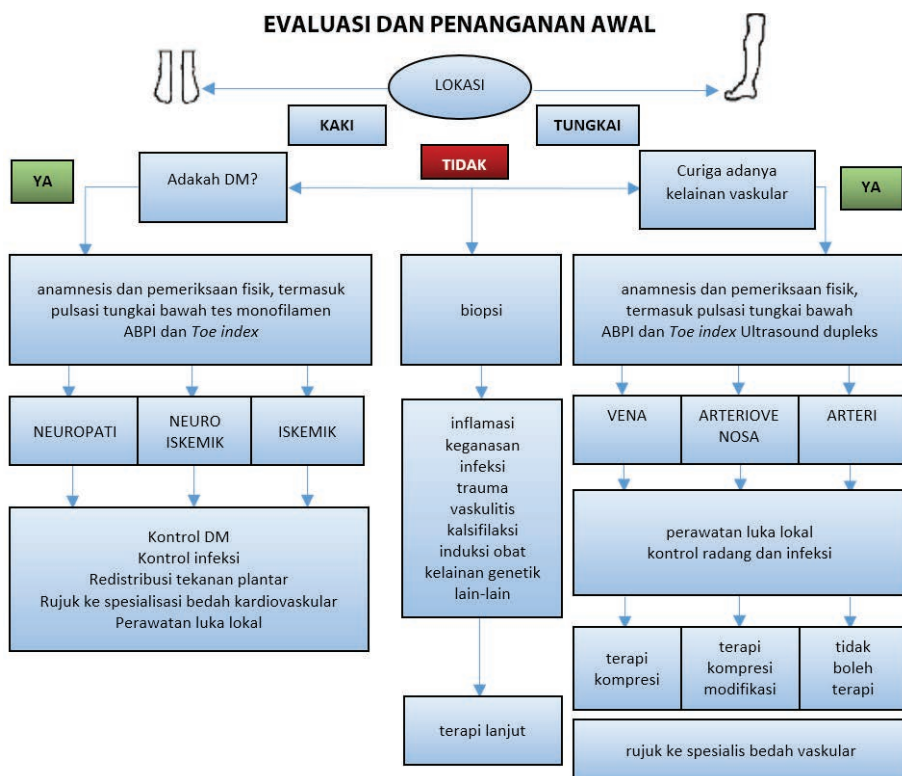 EVALUASI DAN PENANGANAN AWAL
LOKASI
KAKI
TUNGKAI
YA
Adakah DM?
TIDAK
Curiga adanya
kelainan vaskular
YA
anamnesis dan pemeriksaan fisik, termasuk
pulsasi tungkai bawah tes monofilamen
ABPI dan Toe index
biopsi
anamnesis dan pemeriksaan fisik,
termasuk pulsasi tungkai bawah
ABPI dan Toe index Ultrasound dupleks
NEUROPATI
NEURO
ISKEMIK
ISKEMIK
inflamasi
keganasan
infeksi
trauma
vaskulitis
kalsifilaksi
induksi obat
kelainan genetik
lain-lain
VENA
ARTERIOVE
NOSA
ARTERI
Kontrol DM
Kontrol infeksi
Redistribusi tekanan plantar
Rujuk ke spesialisasi bedah kardiovaskular
Perawatan luka lokal
perawatan luka lokal
kontrol radang dan infeksi
terapi
kompresi
terapi
kompresi
modifikasi
tidak
boleh
terapi
terapi lanjut
rujuk ke spesialis bedah vaskular